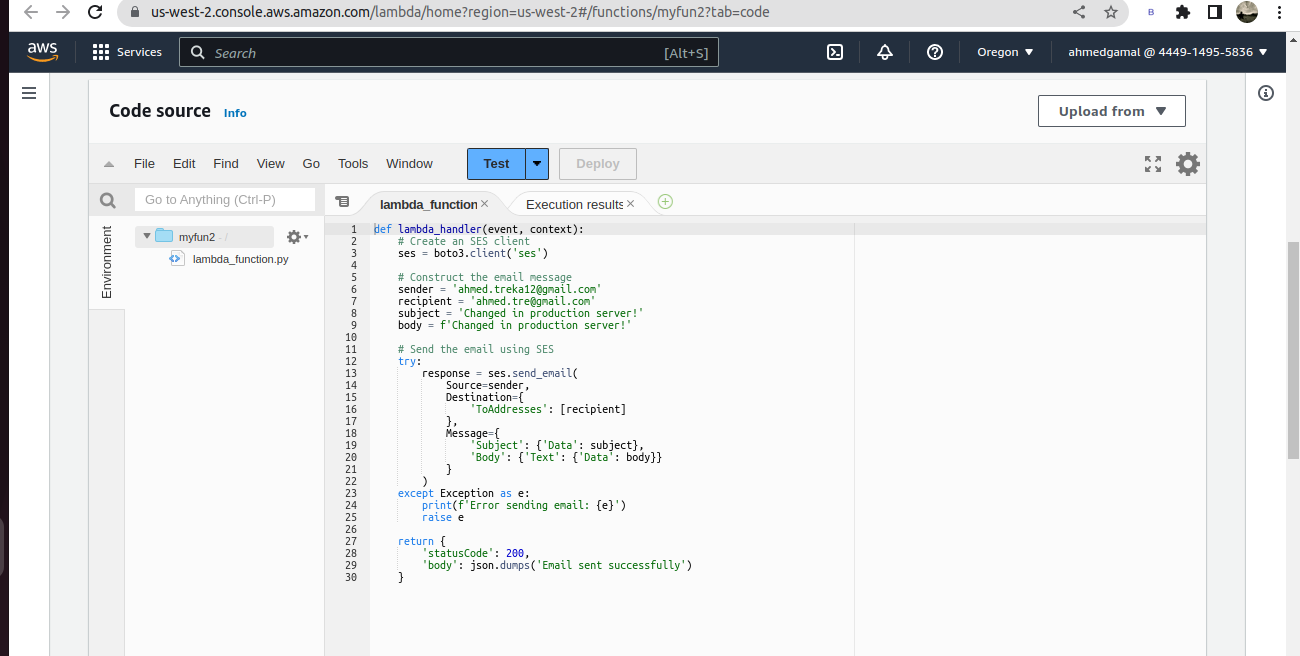 us-west-2.console.aws.amazon.com/lambda/home?region=us-west-2#/functions/myfun2?tab=code
B
aws
Services
Search
[Alt+S]
Oregon
ahmedgamal @ 4449-1495-5836
Code source
Info
Upload from
File
Edit
Find
View
Go
Tools
Window
Test
Deploy
Go to Anything (Ctrl-P)
lambda_function
Execution results
Environment
myfun2 - /
lambda_function.py
1 def lambda_handler(event, context):
2     # Create an SES client
3     ses = boto3.client('ses')
4
5     # Construct the email message
6     sender = 'ahmed.treka12@gmail.com'
7     recipient = 'ahmed.tre@gmail.com'
8     subject = 'Changed in production server!'
9     body = f'Changed in production server!'
10
11     # Send the email using SES
12     try:
13         response = ses.send_email(
14             Source=sender,
15             Destination={
16                 'ToAddresses': [recipient]
17             },
18             Message={
19                 'Subject': {'Data': subject},
20                 'Body': {'Text': {'Data': body}}
21             }
22         )
23     except Exception as e:
24         print(f'Error sending email: {e}')
25         raise e
26
27     return {
28         'statusCode': 200,
29         'body': json.dumps('Email sent successfully')
30     }